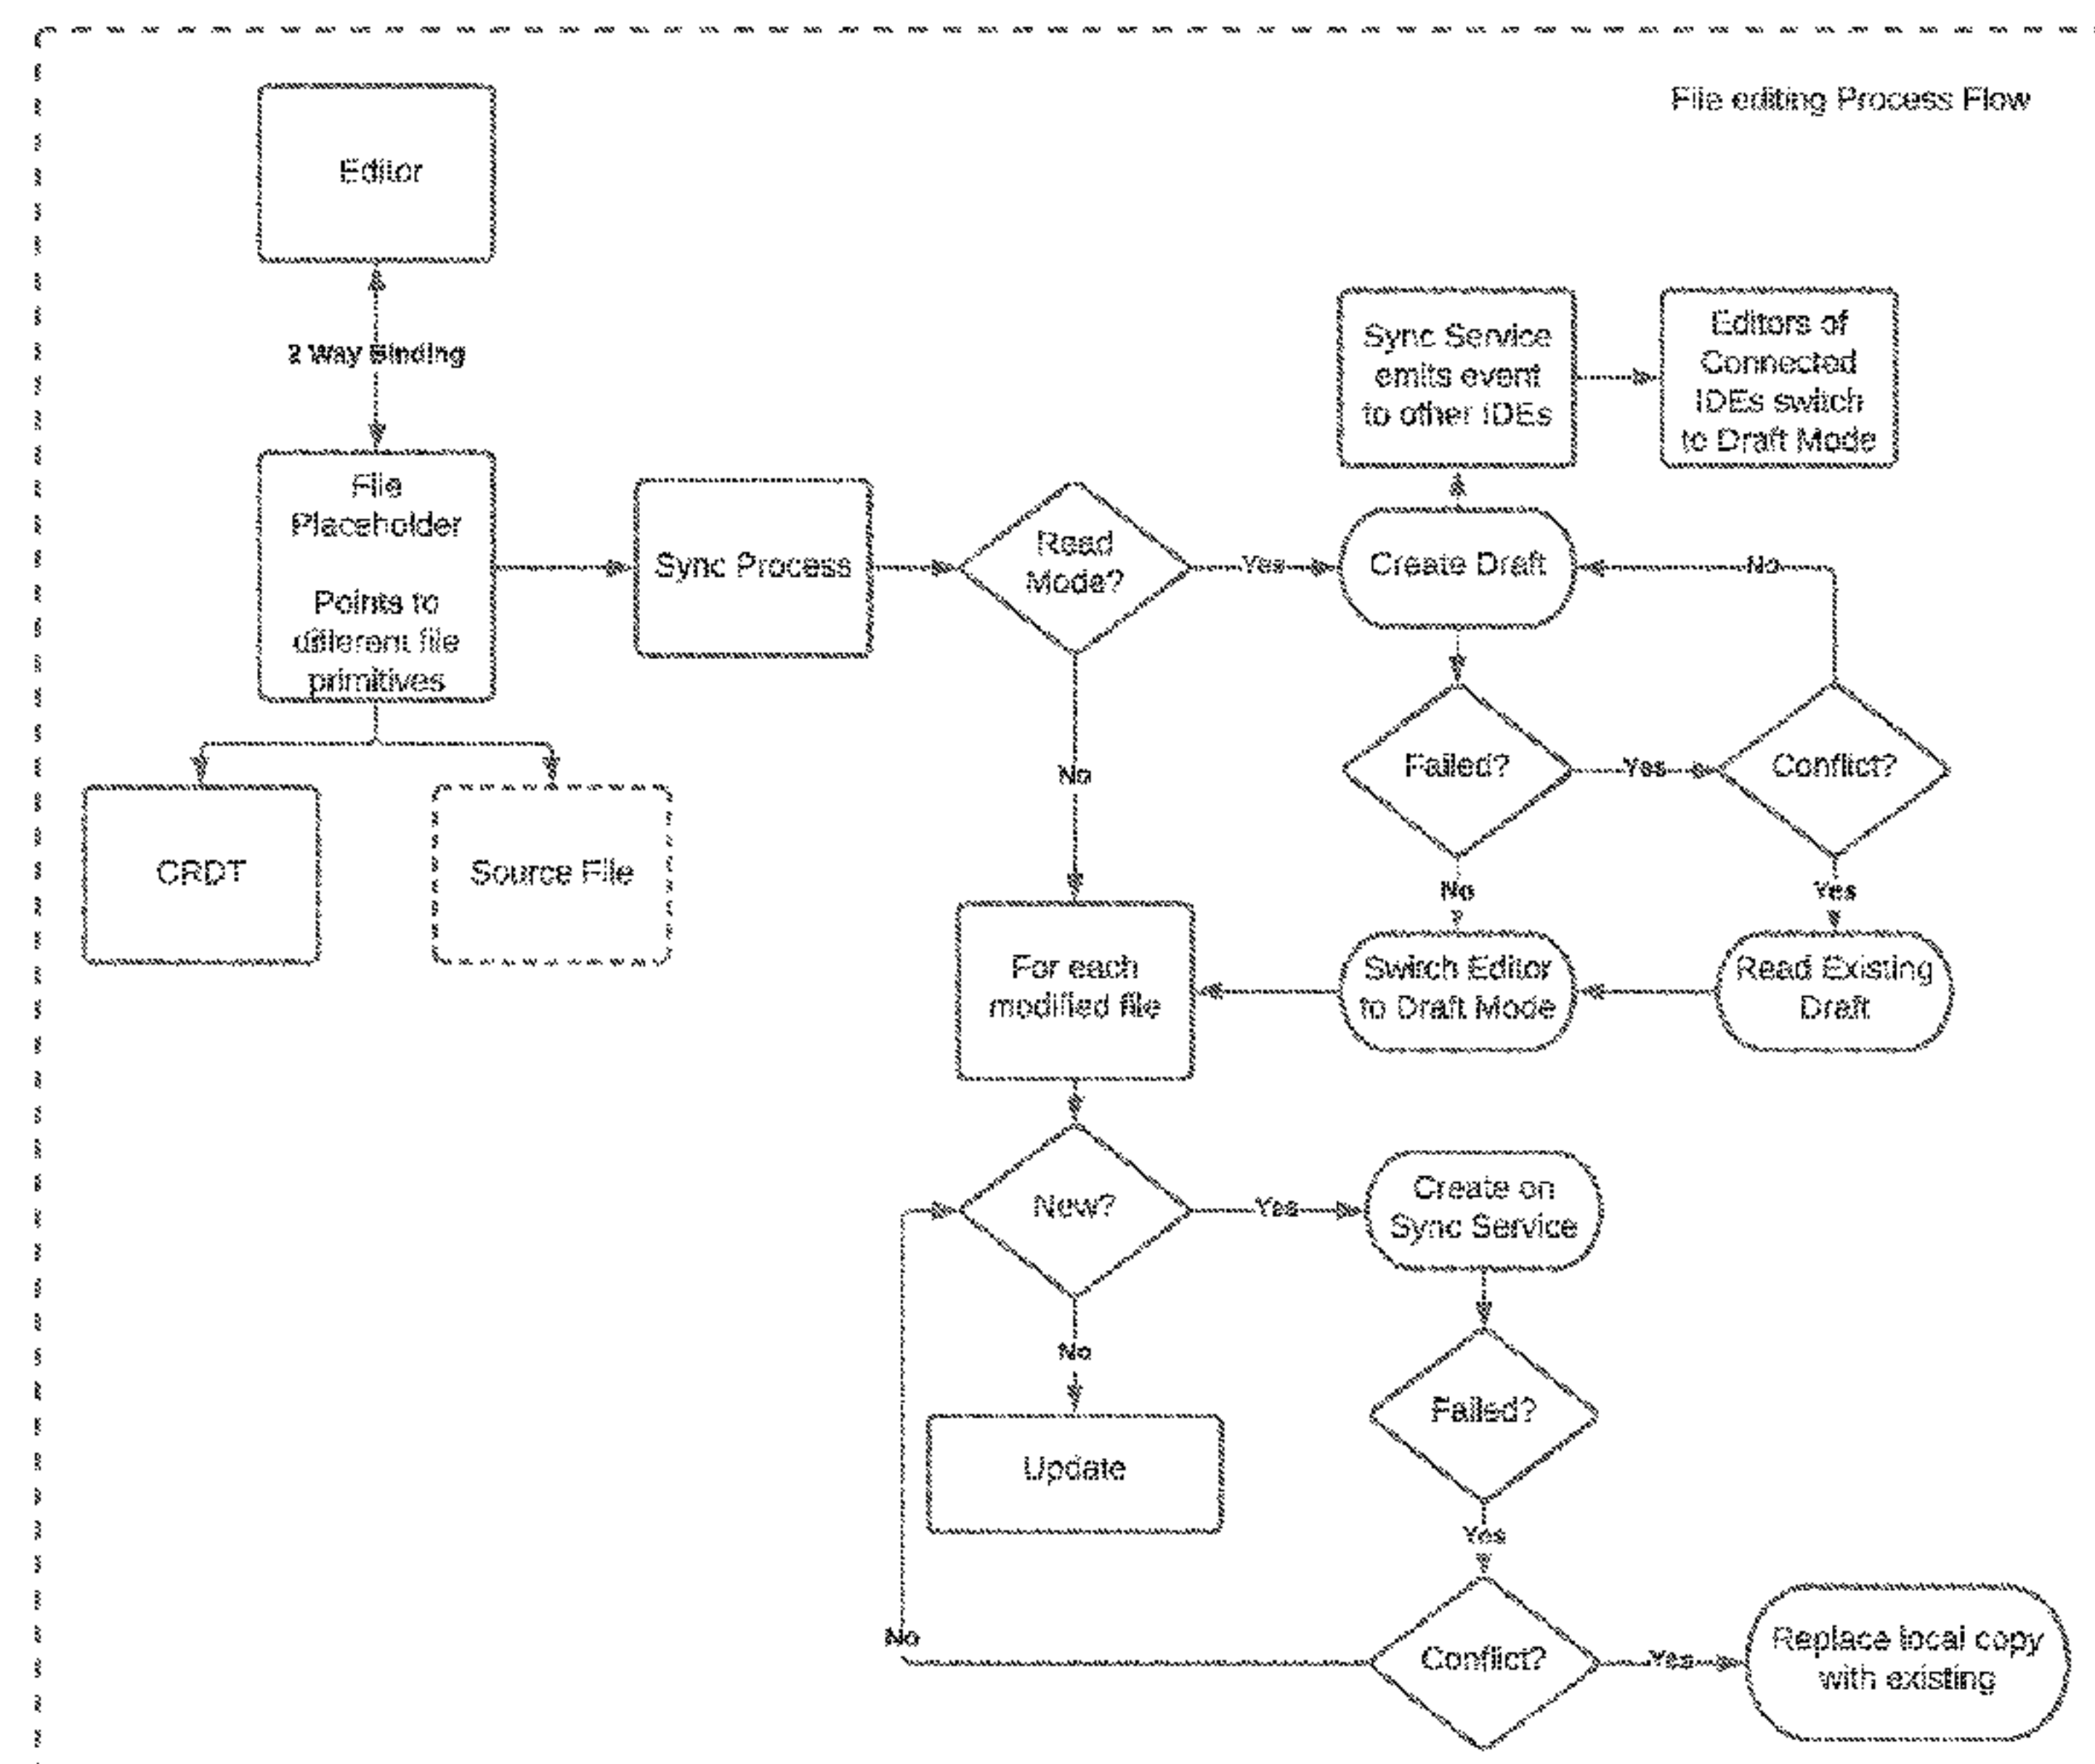 File editing Process Flow
Editor
2 Way Binding
File
Placeholder
Points to
different file
primitives
CRDT
Source File
Sync Process
Read
Mode?
Yes
No
Create Draft
Sync Service
emits event
to other IDEs
Editors of
Connected
IDEs switch
to Draft Mode
No
Failed?
Yes
Conflict?
No
Yes
For each
modified file
Switch Editor
to Draft Mode
Read Existing
Draft
New?
Yes
Create on
Sync Service
No
Update
Failed?
Yes
No
Conflict?
Yes
Replace local copy
with existing